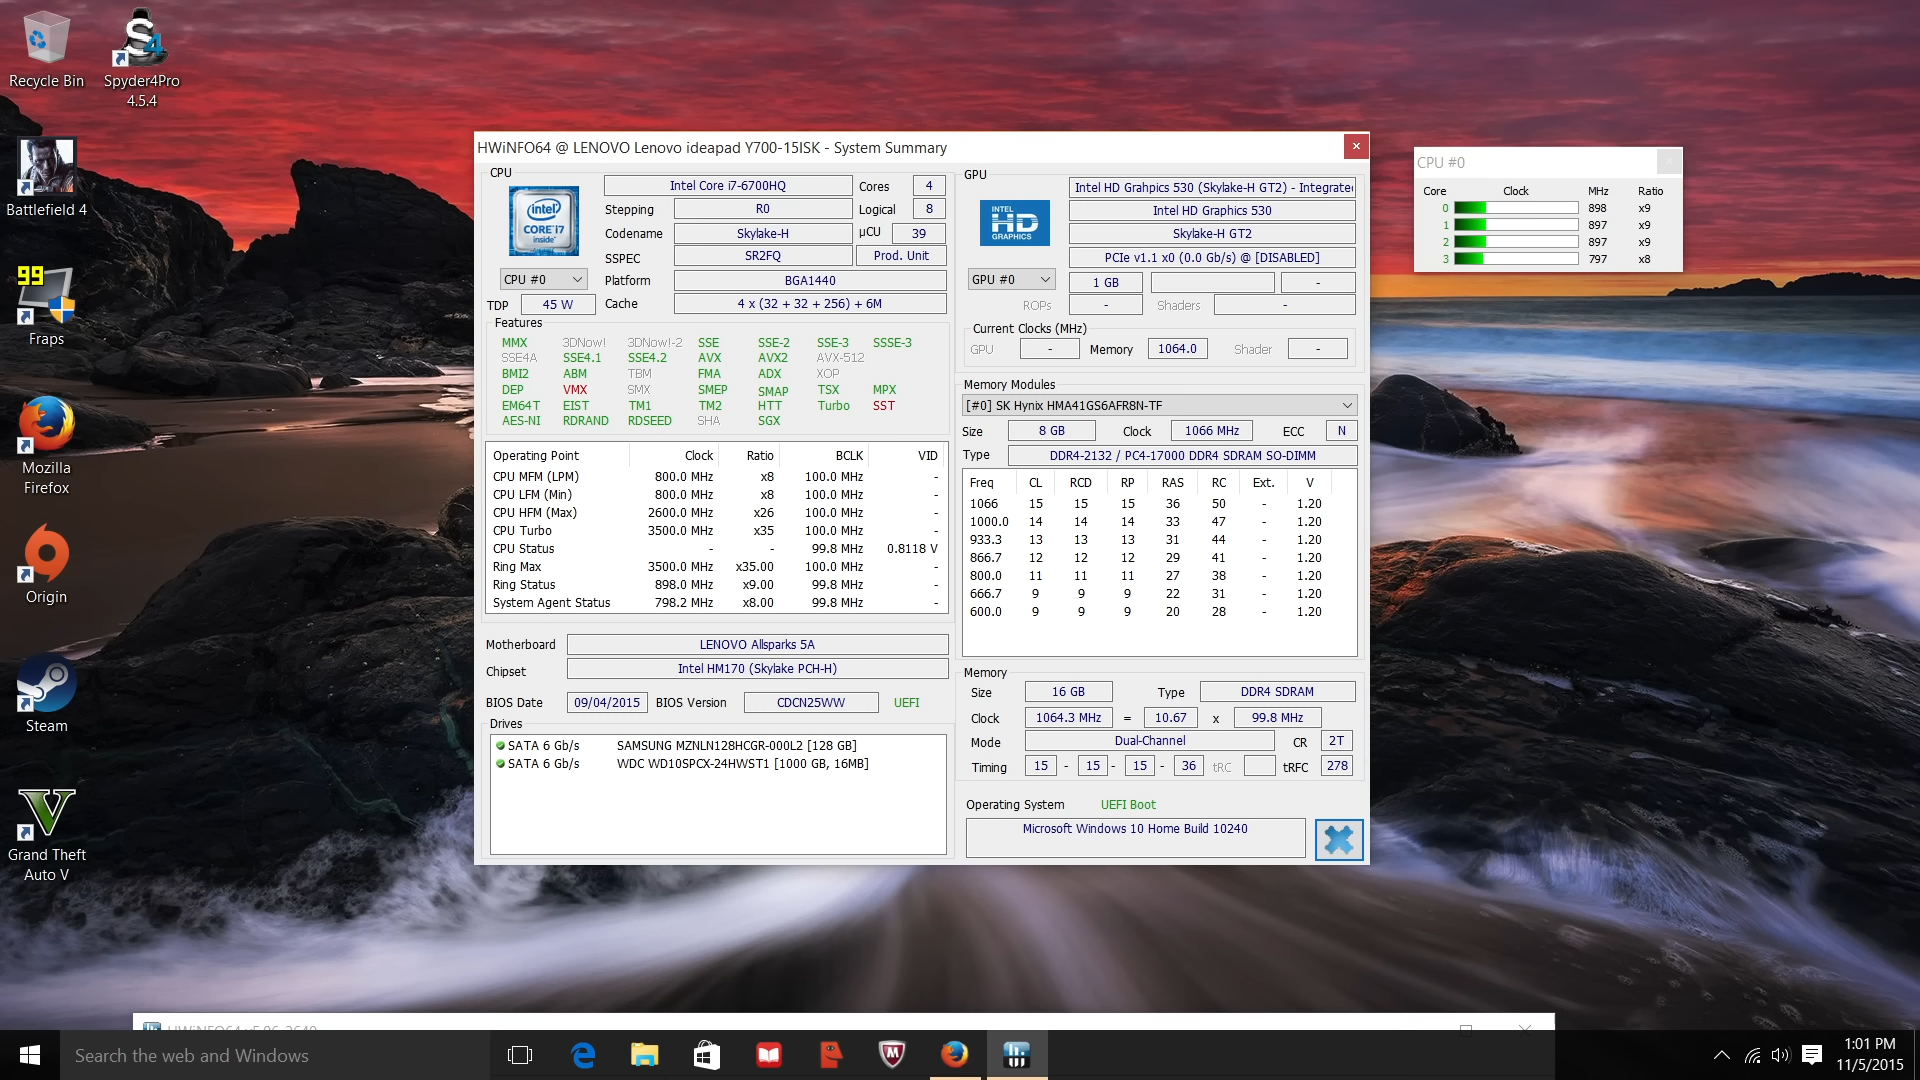 Recycle Bin
Spyder4Pro
4.5.4
Battlefield 4
99
Fraps
Mozilla
Firefox
Origin
Steam
Grand Theft
Auto V
HWiNFO64 @ LENOVO Lenovo ideapad Y700-15ISK - System Summary
CPU
intel
CORE i7
inside
Intel Core i7-6700HQ Cores 4
Stepping R0 Logical 8
Codename Skylake-H µCU 39
SSPEC SR2FQ Prod. Unit
CPU #0 Platform BGA1440
TDP 45 W Cache 4 x (32 + 32 + 256) + 6M
Features
MMX 3DNow! 3DNow!-2 SSE SSE-2 SSE-3 SSSE-3
SSE4A SSE4.1 SSE4.2 AVX AVX2 AVX-512
BMI2 ABM TBM FMA ADX XOP
DEP VMX SMX SMEP SMAP TSX MPX
EM64T EIST TM1 TM2 HTT Turbo SST
AES-NI RDRAND RDSEED SHA SGX
Operating Point Clock Ratio BCLK VID
CPU MFM (LPM) 800.0 MHz x8 100.0 MHz -
CPU LFM (Min) 800.0 MHz x8 100.0 MHz -
CPU HFM (Max) 2600.0 MHz x26 100.0 MHz -
CPU Turbo 3500.0 MHz x35 100.0 MHz -
CPU Status - - 99.8 MHz 0.8118 V
Ring Max 3500.0 MHz x35.00 100.0 MHz -
Ring Status 898.0 MHz x9.00 99.8 MHz -
System Agent Status 798.2 MHz x8.00 99.8 MHz -
Motherboard LENOVO Allsparks 5A
Chipset Intel HM170 (Skylake PCH-H)
BIOS Date 09/04/2015 BIOS Version CDCN25WW UEFI
Drives
SATA 6 Gb/s SAMSUNG MZNLN128HCGR-000L2 [128 GB]
SATA 6 Gb/s WDC WD10SPCX-24HWST1 [1000 GB, 16MB]
GPU
INTEL
HD
GRAPHICS
Intel HD Grahpics 530 (Skylake-H GT2) - Integrate
Intel HD Graphics 530
Skylake-H GT2
PCIe v1.1 x0 (0.0 Gb/s) @ [DISABLED]
GPU #0 1 GB -
ROPs - Shaders -
Current Clocks (MHz)
GPU - Memory 1064.0 Shader -
Memory Modules
[#0] SK Hynix HMA41GS6AFR8N-TF
Size 8 GB Clock 1066 MHz ECC N
Type DDR4-2132 / PC4-17000 DDR4 SDRAM SO-DIMM
Freq CL RCD RP RAS RC Ext. V
1066 15 15 15 36 50 - 1.20
1000.0 14 14 14 33 47 - 1.20
933.3 13 13 13 31 44 - 1.20
866.7 12 12 12 29 41 - 1.20
800.0 11 11 11 27 38 - 1.20
666.7 9 9 9 22 31 - 1.20
600.0 9 9 9 20 28 - 1.20
Memory
Size 16 GB Type DDR4 SDRAM
Clock 1064.3 MHz = 10.67 x 99.8 MHz
Mode Dual-Channel CR 2T
Timing 15 - 15 - 15 - 36 tRC tRFC 278
Operating System UEFI Boot
Microsoft Windows 10 Home Build 10240
CPU #0
Core Clock MHz Ratio
0 898 x9
1 897 x9
2 897 x9
3 797 x8
HWiNFO64 v5.06-2640
Search the web and Windows
1:01 PM
11/5/2015